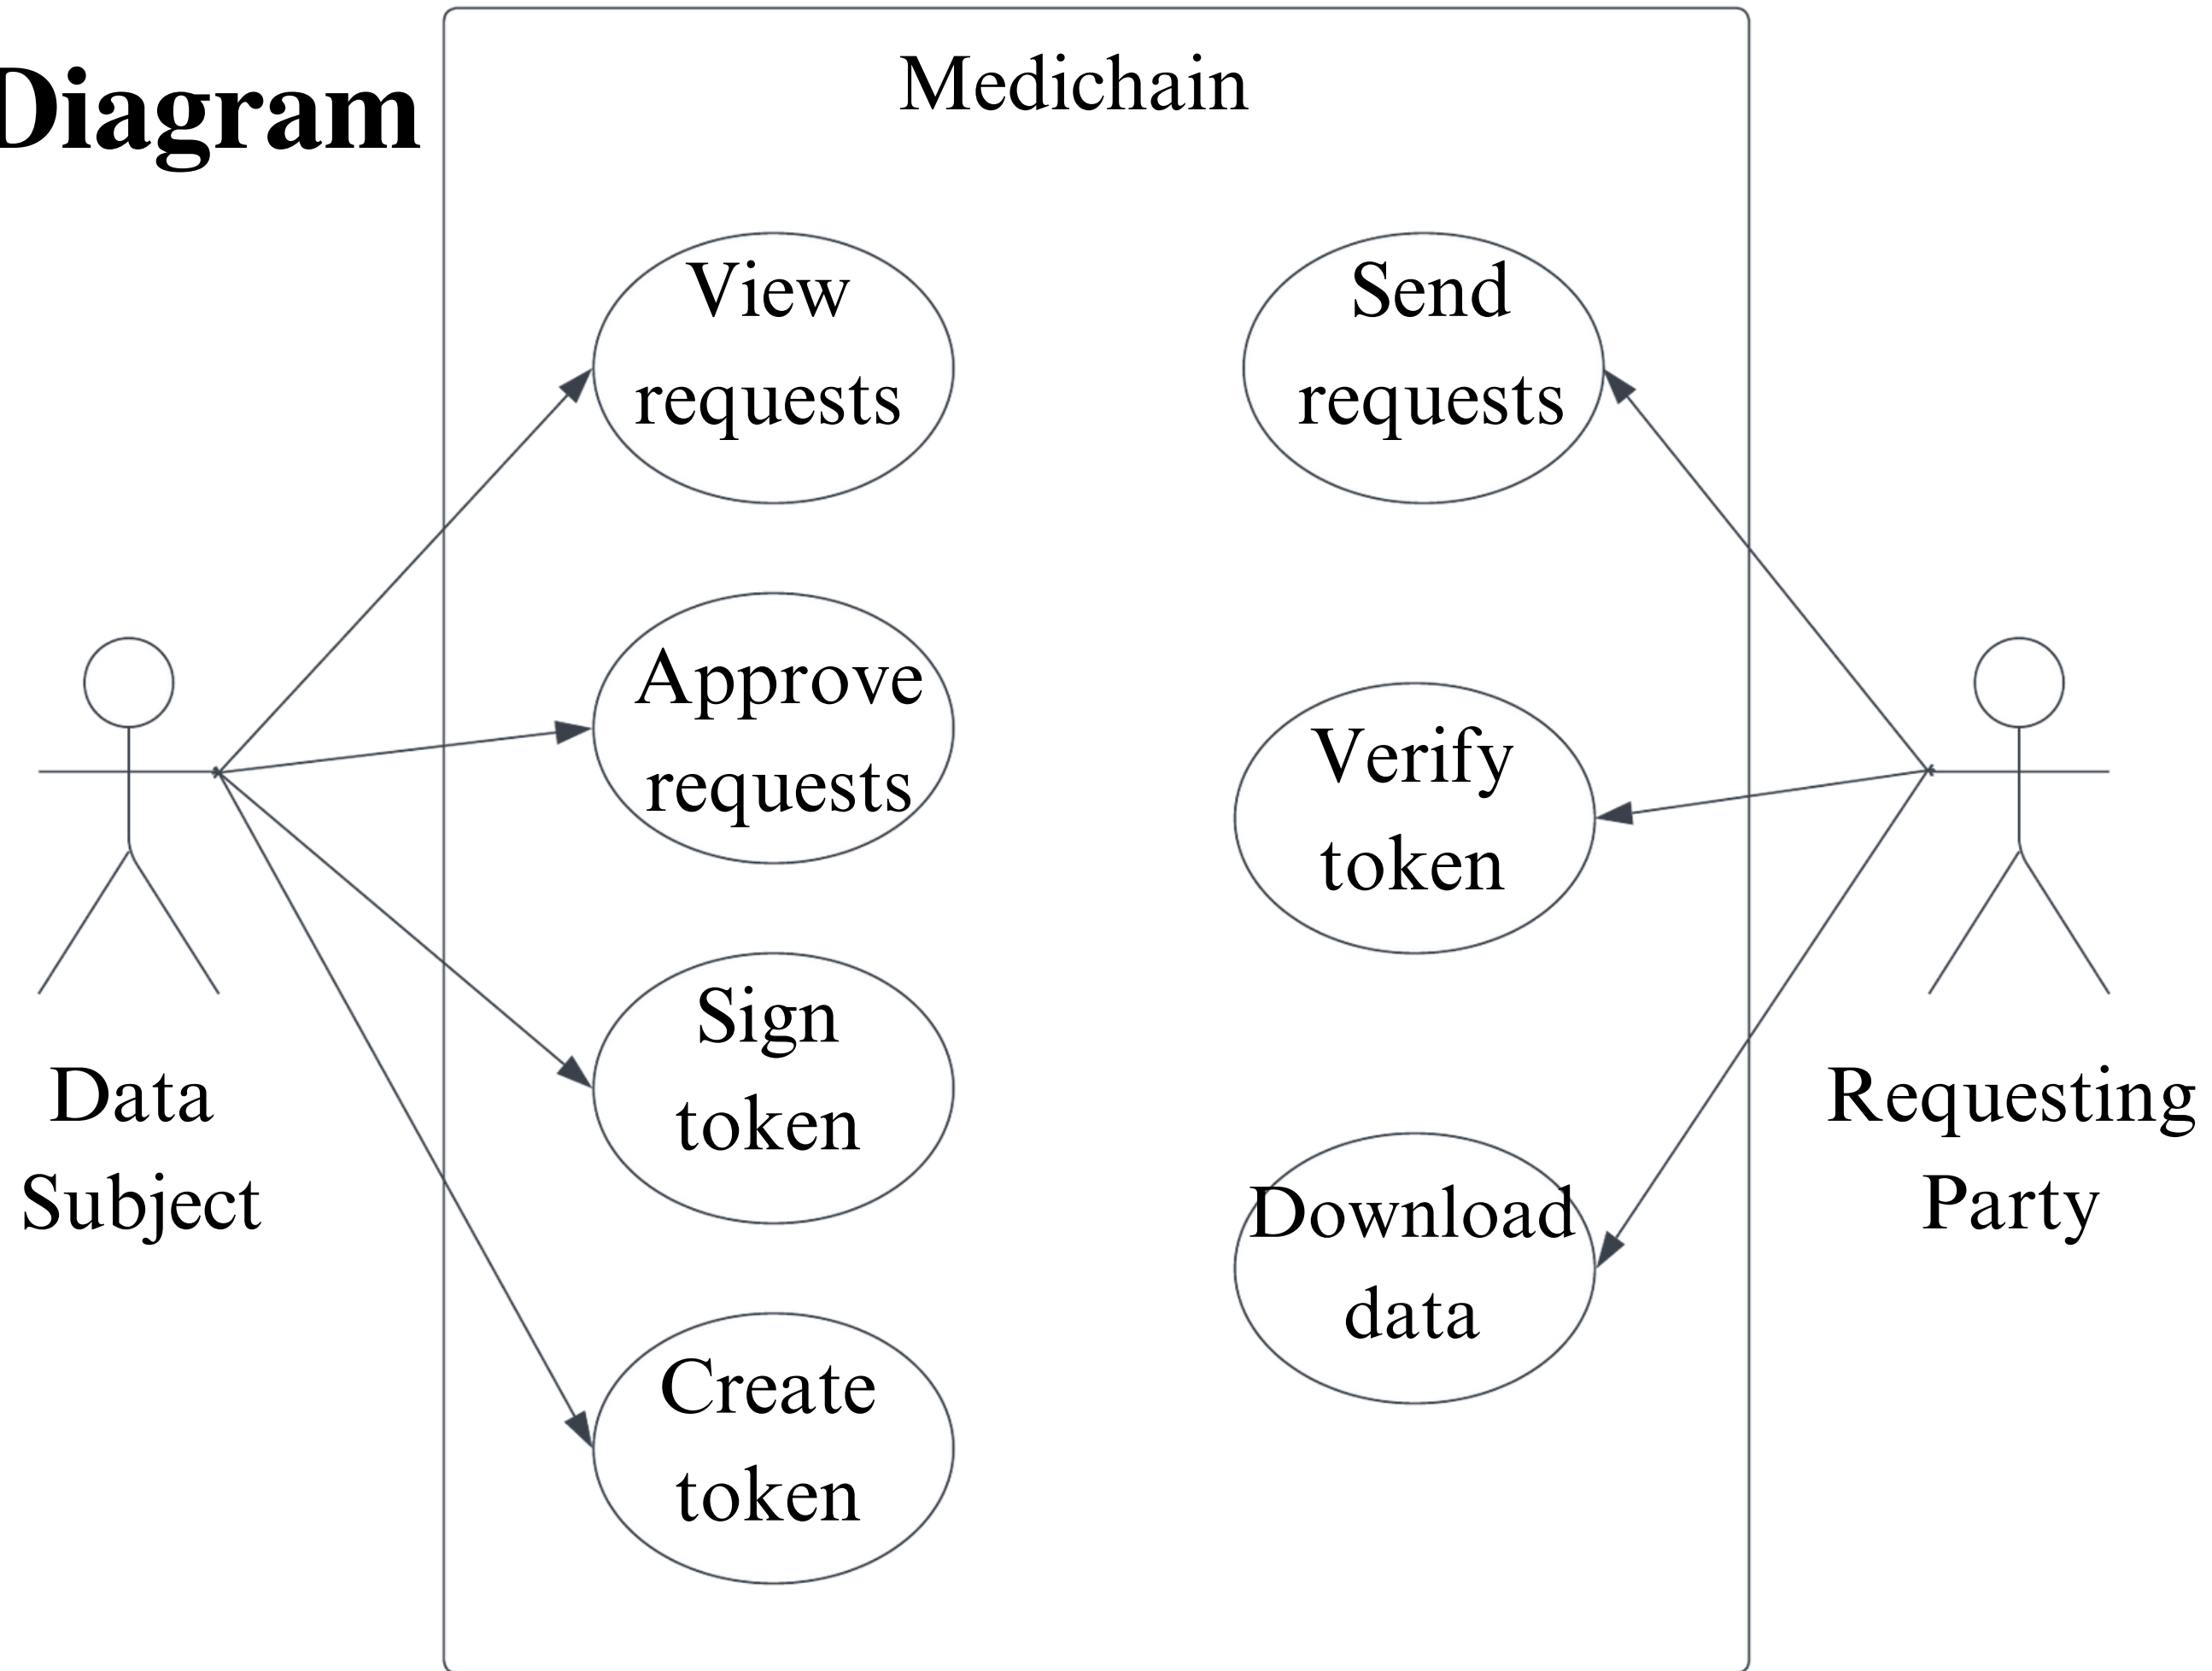 Diagram
Medichain
View
requests
Approve
requests
Sign
token
Create
token
Send
requests
Verify
token
Download
data
Data
Subject
Requesting
Party